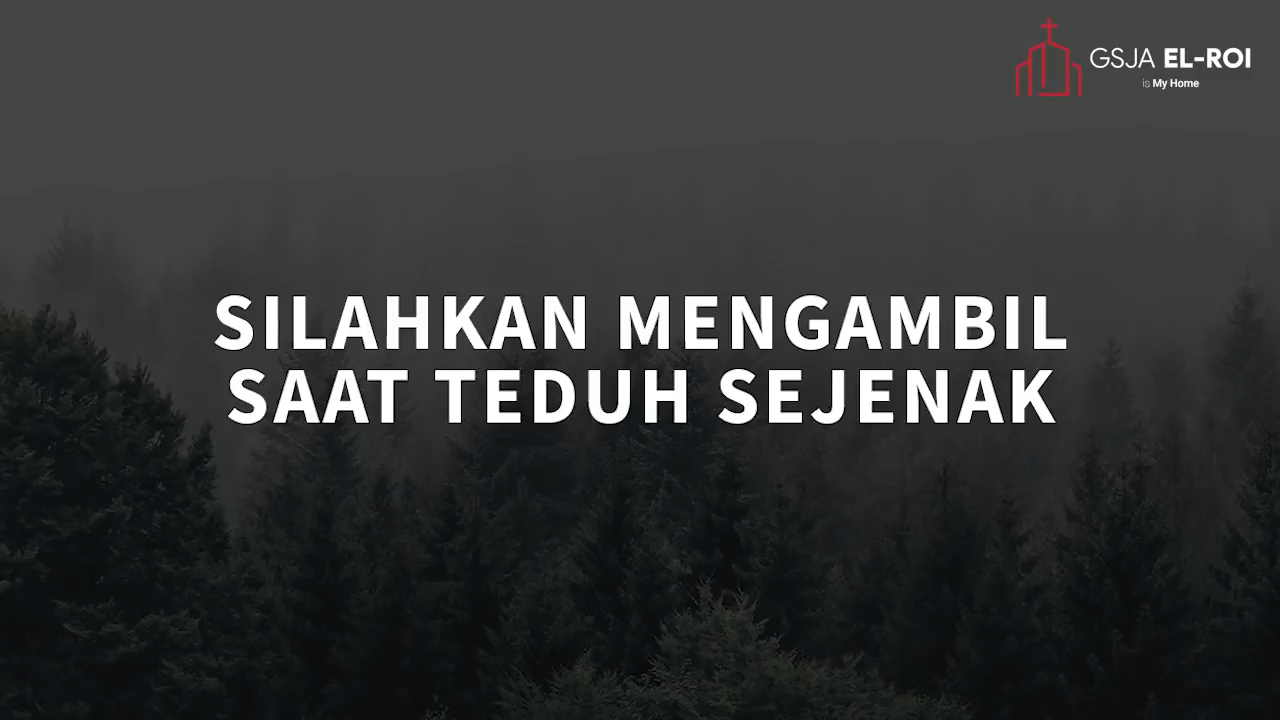 GSJA EL-ROI
is My Home
SILAHKAN MENGAMBIL
SAAT TEDUH SEJENAK